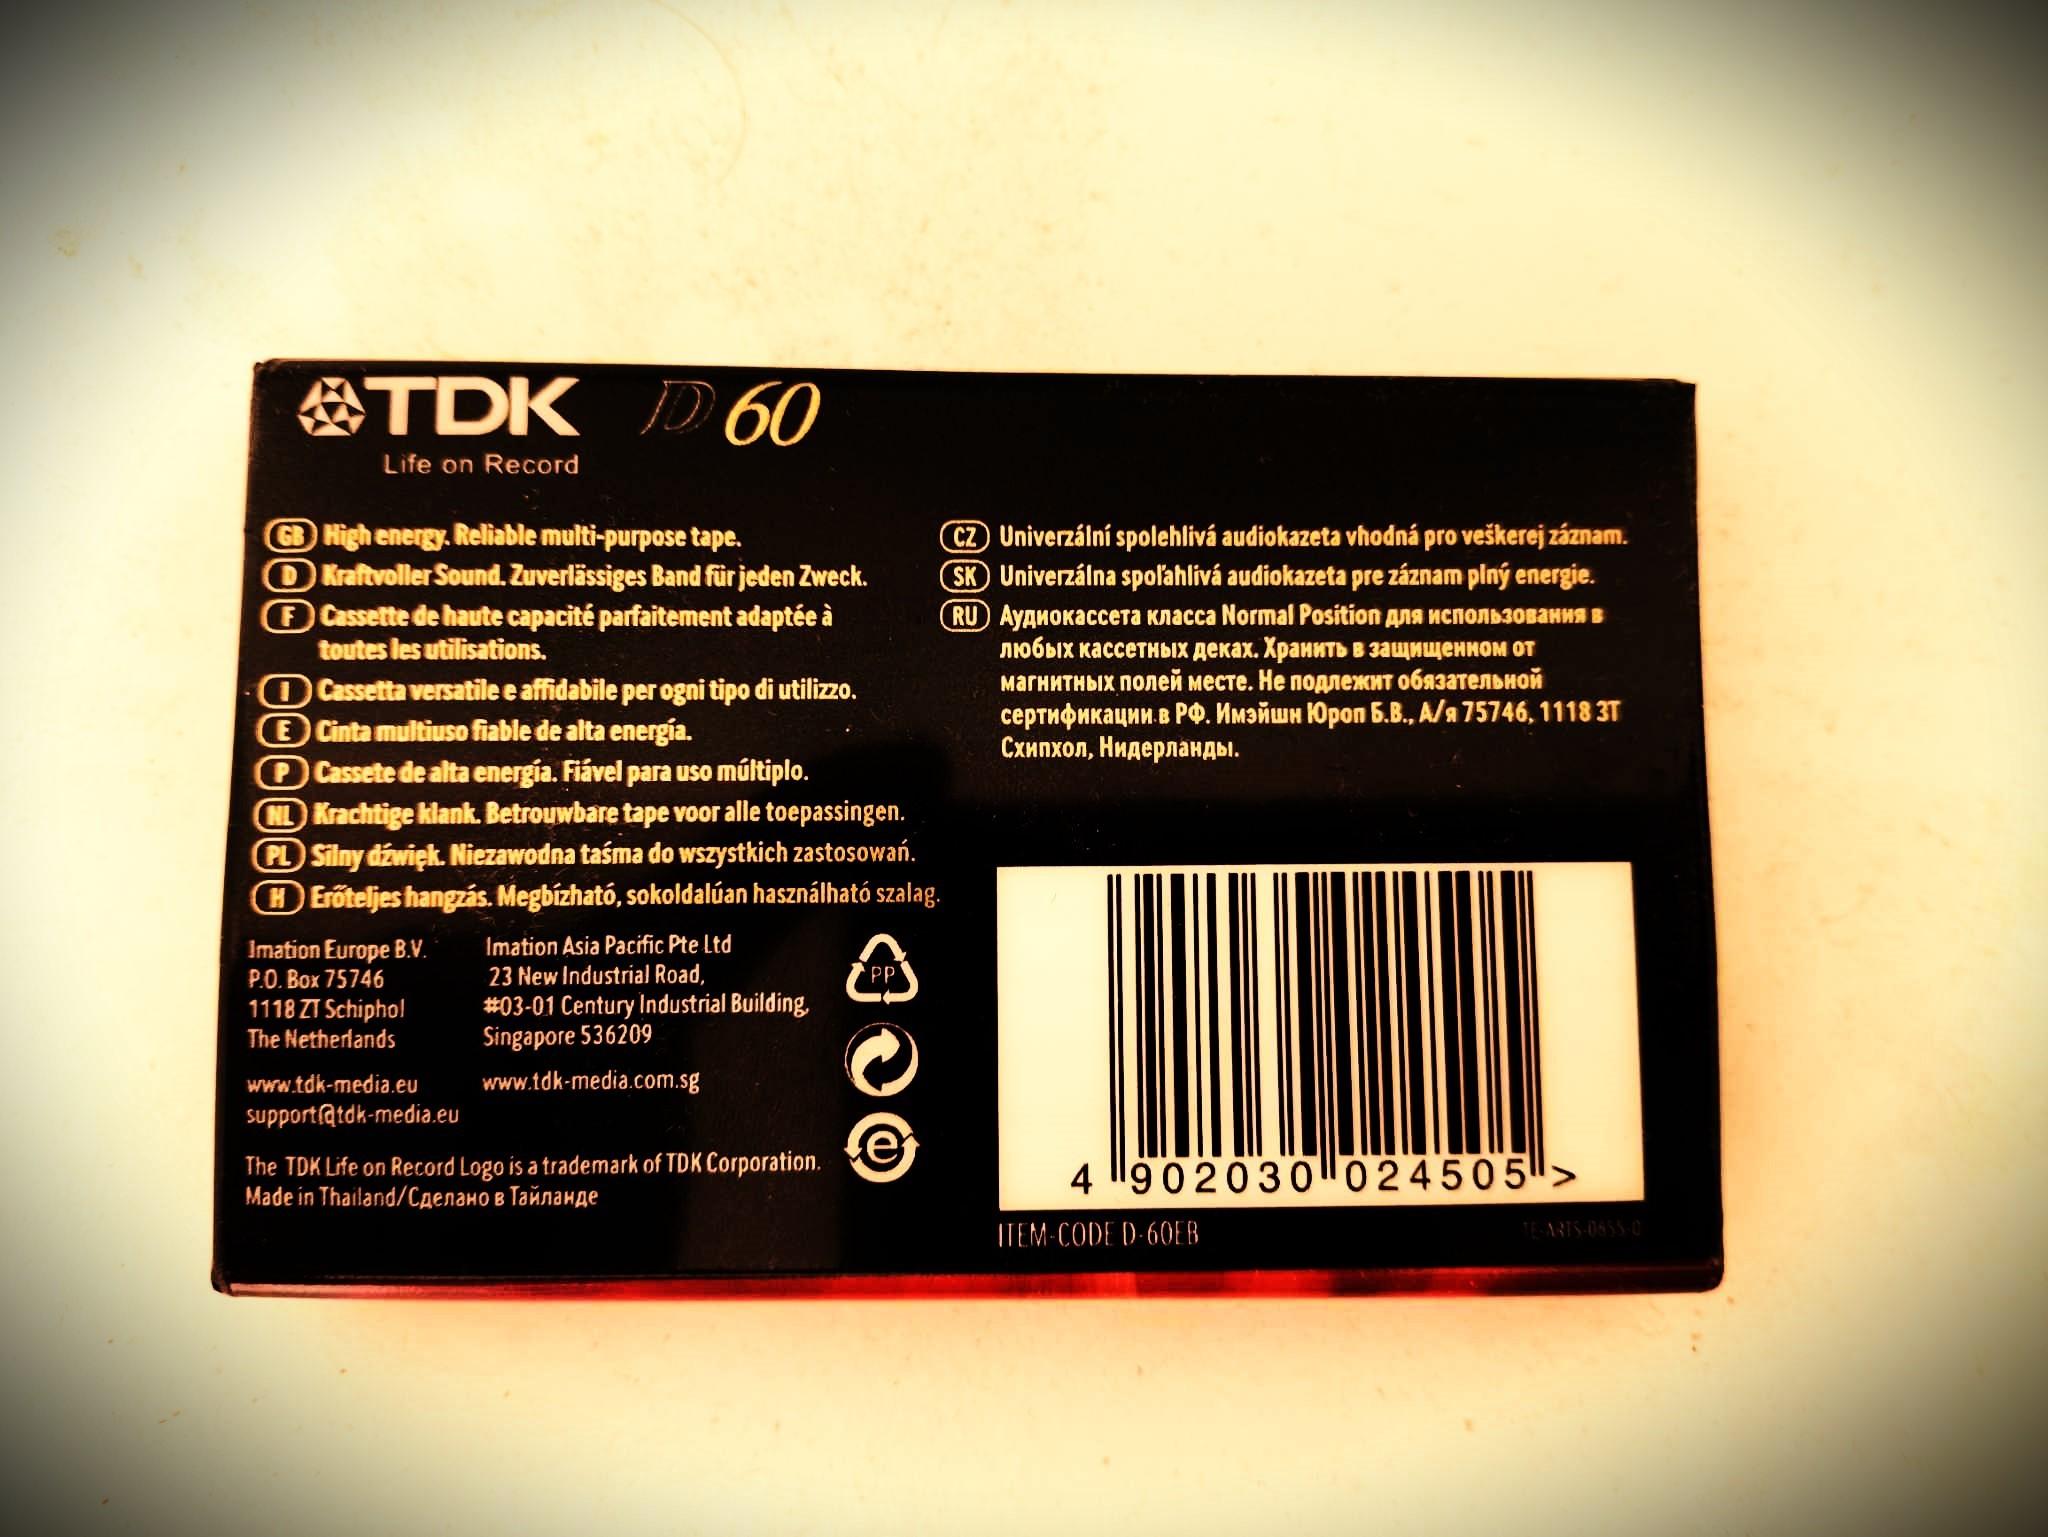 TDK D 60
Life on Record
GB High energy. Reliable multi-purpose tape.
D Kraftvoller Sound. Zuverlässiges Band für jeden Zweck.
F Cassette de haute capacité parfaitement adaptée à
toutes les utilisations.
I Cassetta versatile e affidabile per ogni tipo di utilizzo.
E Cinta multiuso fiable de alta energía.
P Cassete de alta energía. Fiável para uso múltiplo.
NL Krachtige klank. Betrouwbare tape voor alle toepassingen.
PL Silny dźwięk. Niezawodna taśma do wszystkich zastosowań.
H Erőteljes hangzás. Megbízható, sokoldalúan használható szalag.
CZ Univerzální spolehlivá audiokazeta vhodná pro veškerej záznam.
SK Univerzálna spoľahlivá audiokazeta pre záznam plný energie.
RU Аудиокассета класса Normal Position для использования в
любых кассетных деках. Хранить в защищенном от
магнитных полей месте. Не подлежит обязательной
сертификации в РФ. Имэйшн Юроп Б.В., А/я 75746, 1118 ЗТ
Схипхол, Нидерланды.
Imation Europe B.V.
P.O. Box 75746
1118 ZT Schiphol
The Netherlands
www.tdk-media.eu
support@tdk-media.eu
Imation Asia Pacific Pte Ltd
23 New Industrial Road,
#03-01 Century Industrial Building,
Singapore 536209
www.tdk-media.com.sg
The TDK Life on Record Logo is a trademark of TDK Corporation.
Made in Thailand/Сделано в Тайланде
PP
e
4 902030 024505 >
ITEM-CODE D-60EB